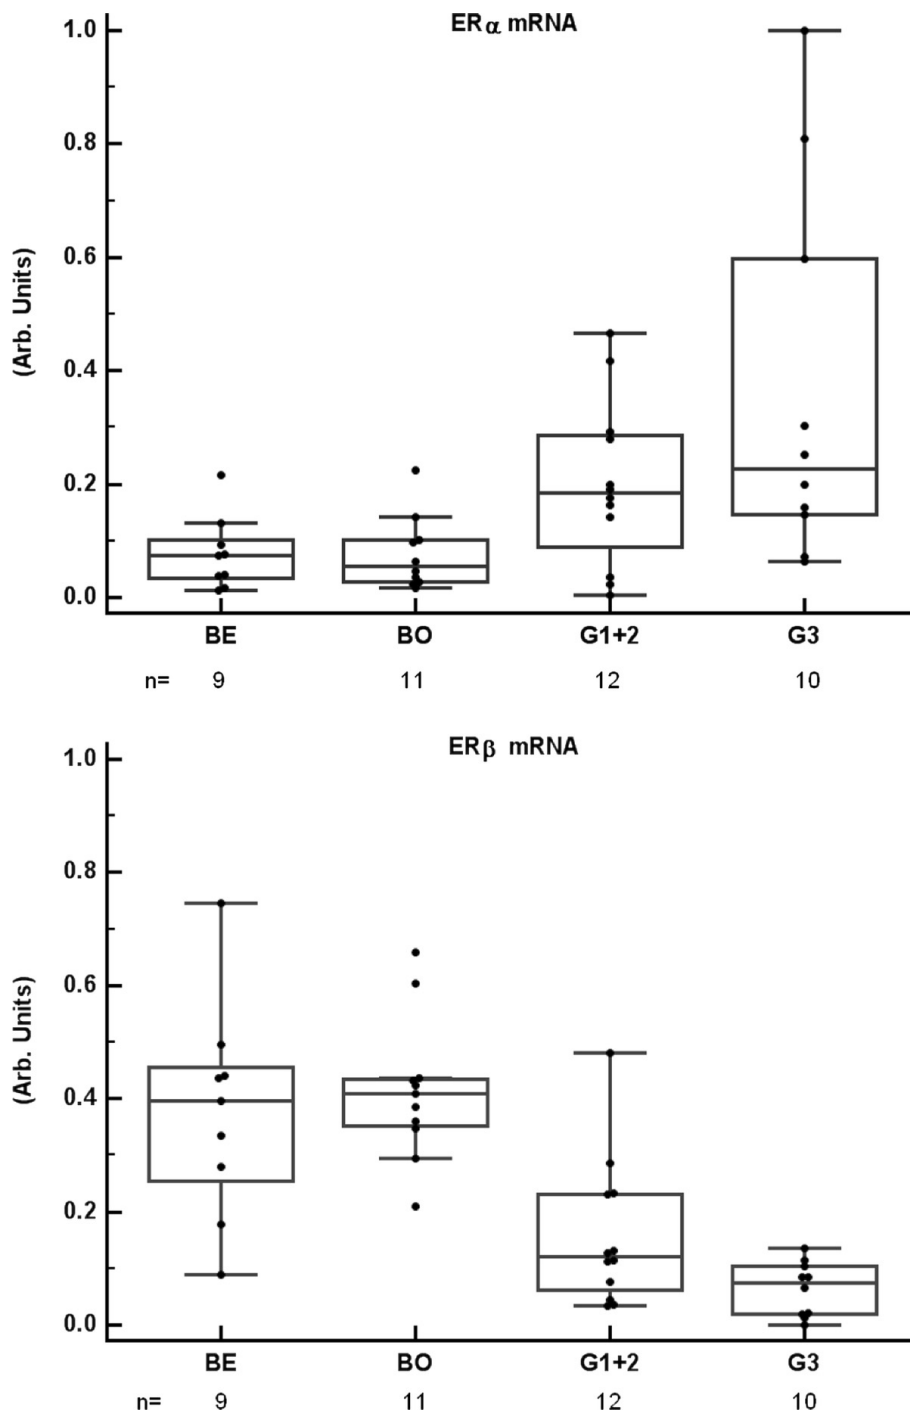 ERα mRNA
1.0
0.8
0.6
0.4
0.2
0.0
(Arb. Units)
BE BO G1+2 G3
n= 9 11 12 10
ERβ mRNA
1.0
0.8
0.6
0.4
0.2
0.0
(Arb. Units)
BE BO G1+2 G3
n= 9 11 12 10